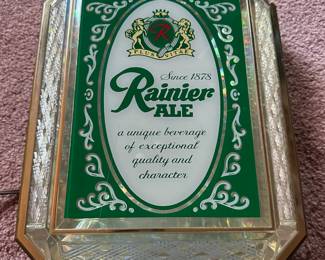 R
Since 1878
Rainier
ALE
a unique beverage
of exceptional
quality and
character